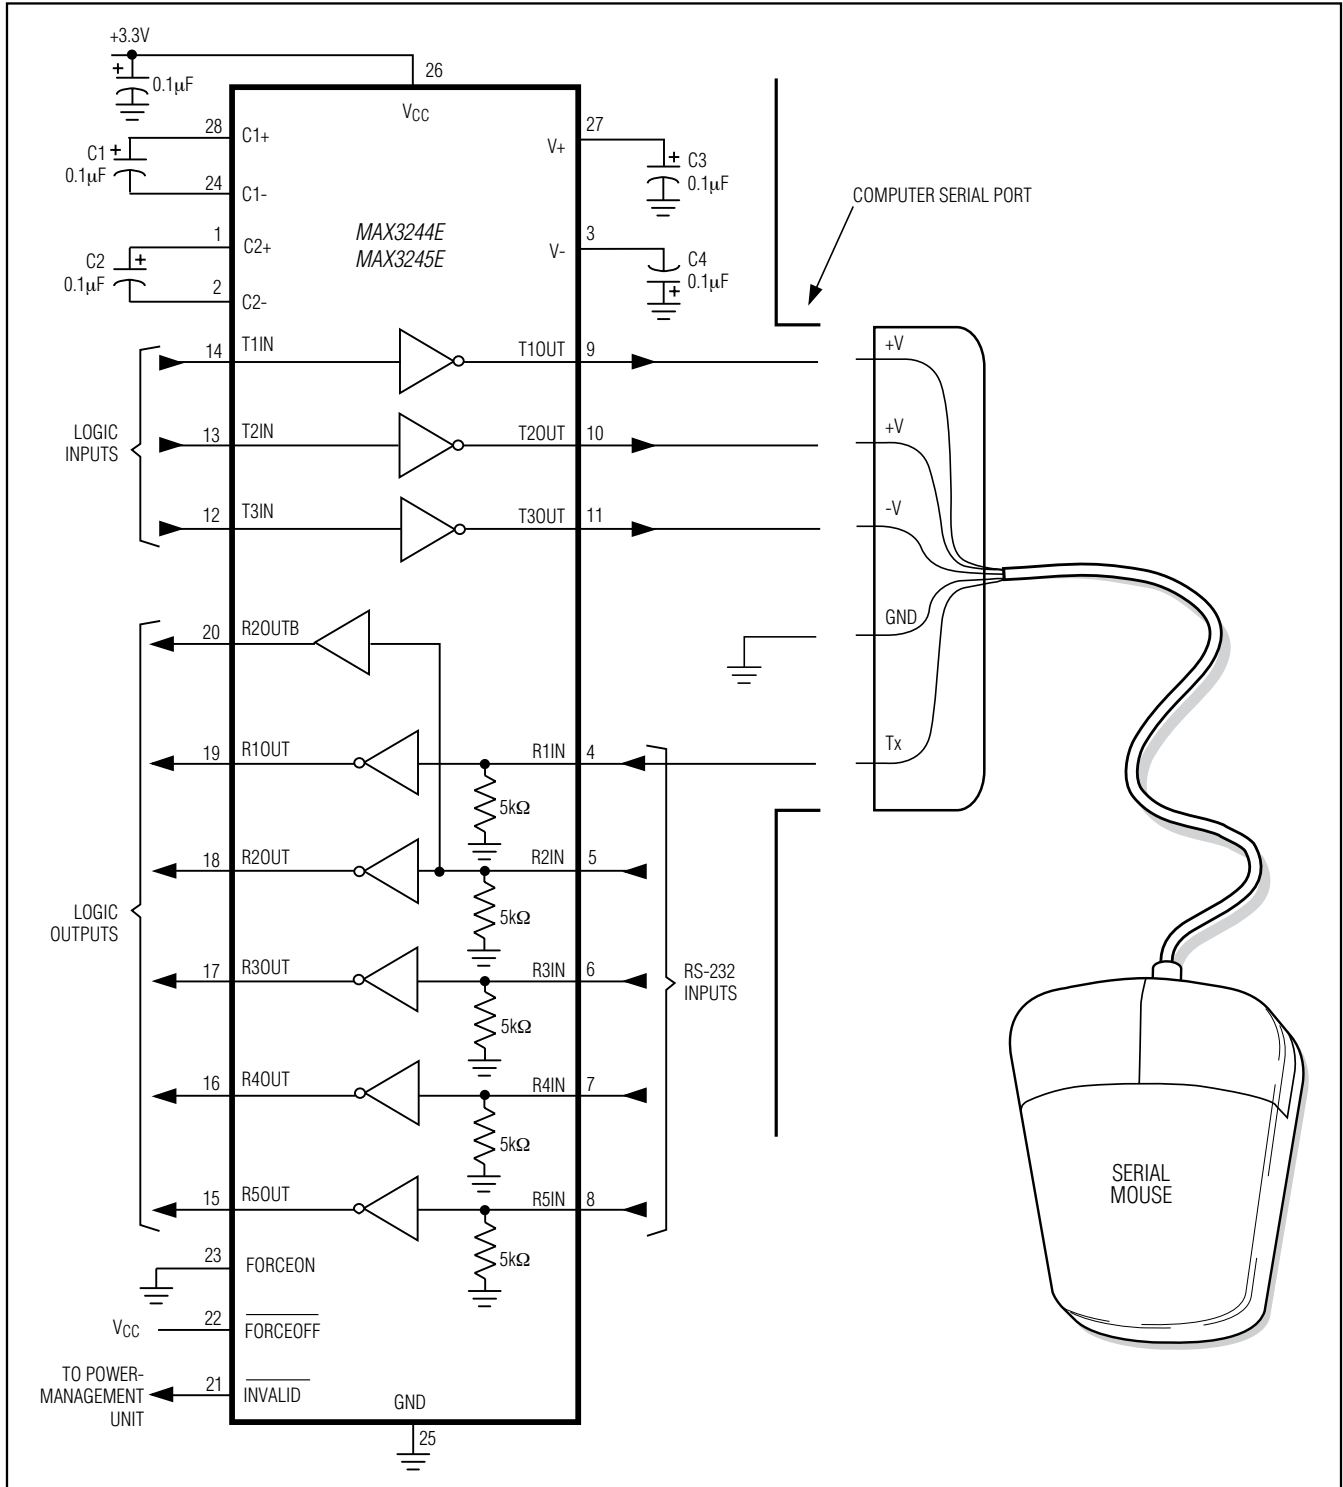 +3.3V
26
0.1µF
VCC
28
C1+
C1
0.1µF
24
C1-
27
V+
C3
0.1µF
COMPUTER SERIAL PORT
MAX3244E
MAX3245E
1
C2+
C2
0.1µF
2
C2-
3
V-
C4
0.1µF
LOGIC
INPUTS
14
T1IN
T1OUT
9
13
T2IN
T2OUT
10
12
T3IN
T3OUT
11
+V
+V
-V
GND
Tx
LOGIC
OUTPUTS
20
R2OUTB
19
R1OUT
R1IN
4
5kΩ
18
R2OUT
R2IN
5
5kΩ
17
R3OUT
R3IN
6
5kΩ
16
R4OUT
R4IN
7
5kΩ
15
R5OUT
R5IN
8
5kΩ
RS-232
INPUTS
SERIAL
MOUSE
23
FORCEON
VCC
22
FORCEOFF
TO POWER-
MANAGEMENT
UNIT
21
INVALID
GND
25